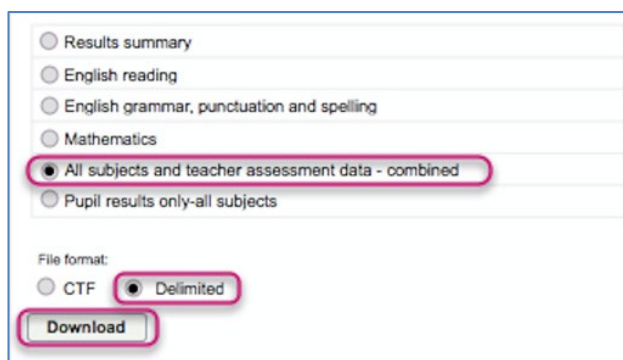 Results summary
English reading
English grammar, punctuation and spelling
Mathematics
All subjects and teacher assessment data - combined
Pupil results only-all subjects
File format:
CTF Delimited
Download